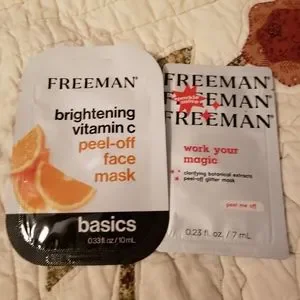 FREEMAN®
brightening
vitamin c
peel-off
face
mask
basics
0.33 fl. oz / 10 mL
FREEMAN®
FREEMAN®
FREEMAN®
work your
magic
clarifying botanical extracts
peel-off glitter mask
peel me off
0.23 fl. oz. / 7 mL